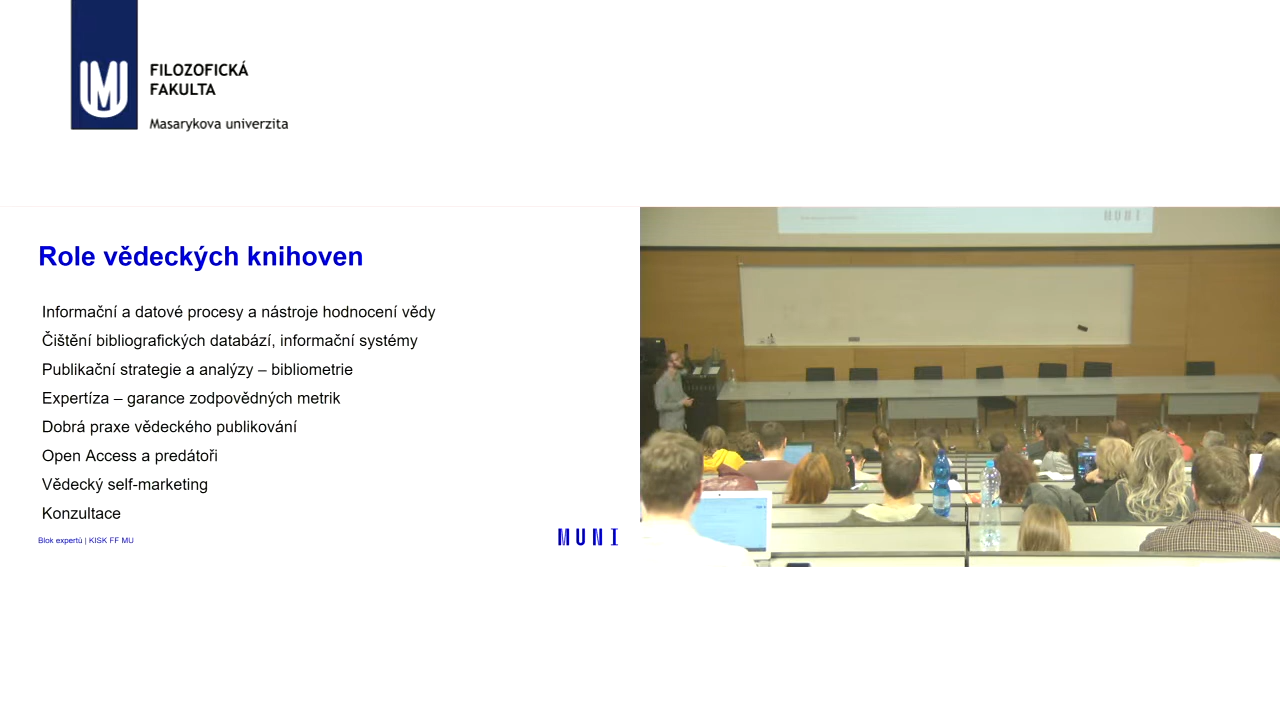 FILOZOFICKÁ
FAKULTA
Masarykova univerzita
Role vědeckých knihoven
Informační a datové procesy a nástroje hodnocení vědy
Čištění bibliografických databází, informační systémy
Publikační strategie a analýzy – bibliometrie
Expertíza – garance zodpovědných metrik
Dobrá praxe vědeckého publikování
Open Access a predátoři
Vědecký self-marketing
Konzultace
Blok expertů | KISK FF MU
MUNI
MUNI